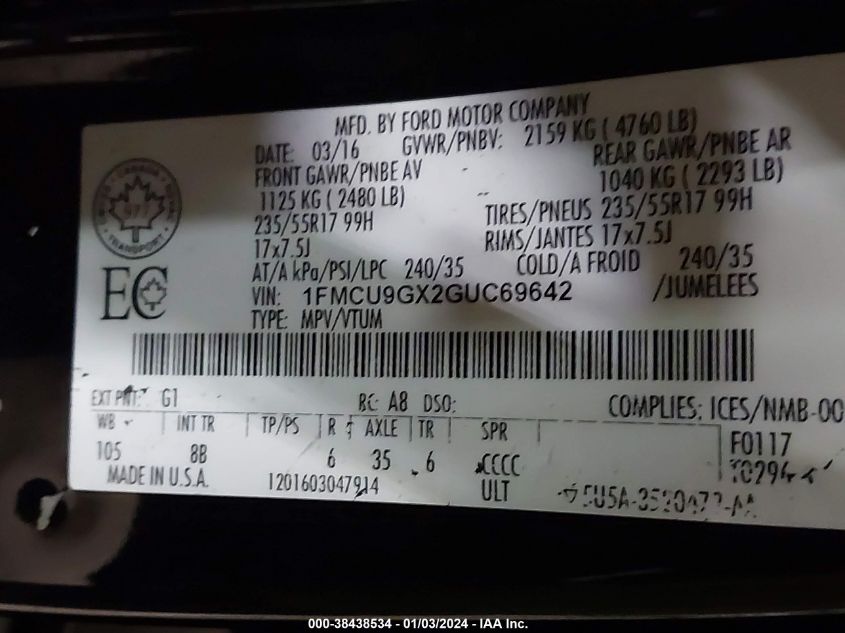 MFD. BY FORD MOTOR COMPANY
DATE: 03/16 GVWR/PNBV: 2159 KG ( 4760 LB)
FRONT GAWR/PNBE AV REAR GAWR/PNBE AR
1125 KG ( 2480 LB) 1040 KG ( 2293 LB)
235/55R17 99H TIRES/PNEUS 235/55R17 99H
17x7.5J RIMS/JANTES 17x7.5J
AT/A kPa/PSI/LPC 240/35 COLD/A FROID 240/35
VIN: 1FMCU9GX2GUC69642 /JUMELEES
TYPE: MPV/VTUM
CANADA
TRANSPORT
EC
EXT PNT: G1 BC: A8 DSO: COMPLIES: ICES/NMB-00
WB INT TR TP/PS R AXLE TR SPR F0117
105 8B 6 35 6 CCCC
MADE IN U.S.A. 1201603047914 ULT
000-38438534 - 01/03/2024 - IAA Inc.